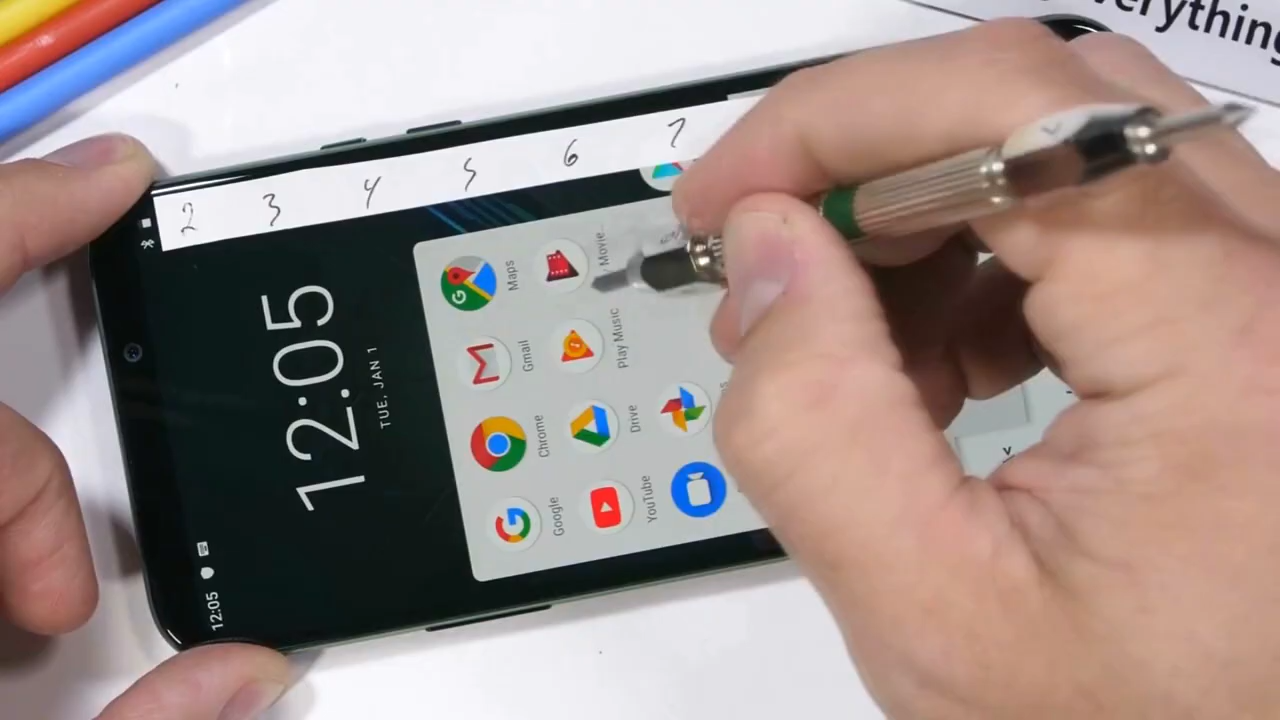 everything
2 3 4 5 6 7
12:05
TUE, JAN 1
12:05
Maps
Gmail
Chrome
Google
Movie...
Play Music
Drive
YouTube